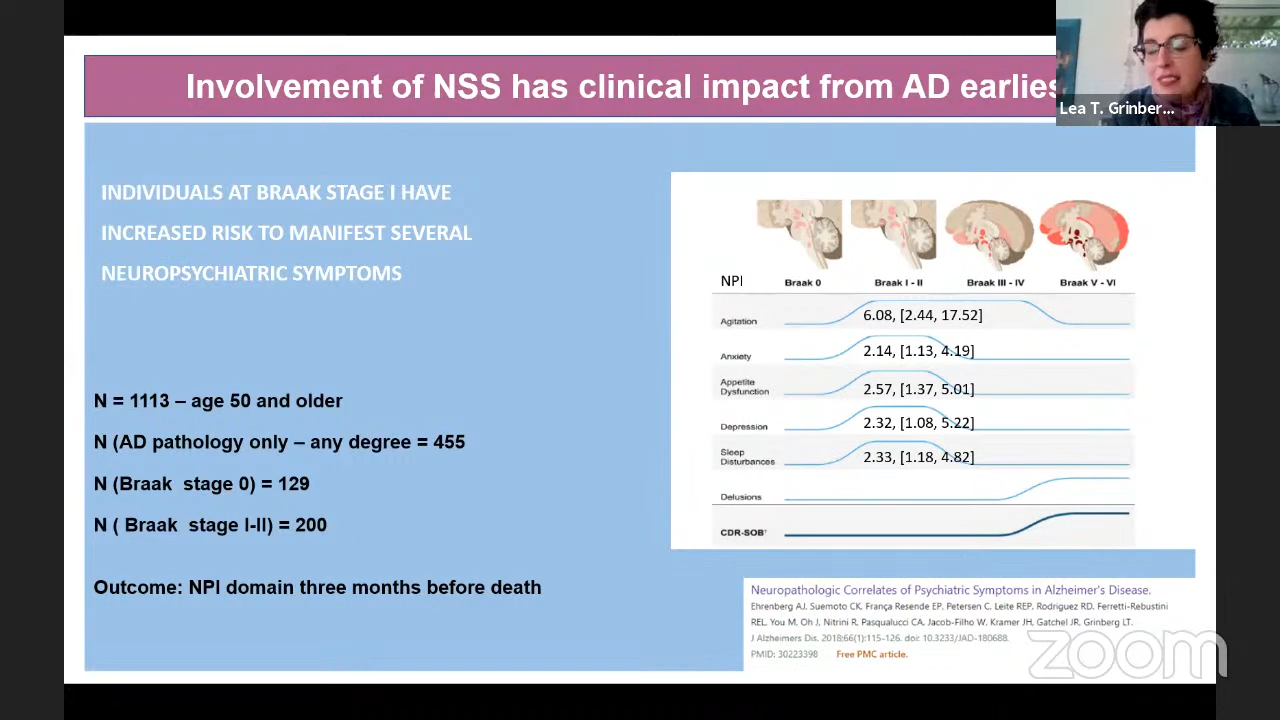 Involvement of NSS has clinical impact from AD earlies
Lea T. Grinber...
INDIVIDUALS AT BRAAK STAGE I HAVE
INCREASED RISK TO MANIFEST SEVERAL
NEUROPSYCHIATRIC SYMPTOMS
N = 1113 – age 50 and older
N (AD pathology only – any degree = 455
N (Braak stage 0) = 129
N ( Braak stage I-II) = 200
Outcome: NPI domain three months before death
NPI Braak 0 Braak I - II Braak III - IV Braak V - VI
Agitation 6.08, [2.44, 17.52]
Anxiety 2.14, [1.13, 4.19]
Appetite
Dysfunction 2.57, [1.37, 5.01]
Depression 2.32, [1.08, 5.22]
Sleep
Disturbances 2.33, [1.18, 4.82]
Delusions
CDR-SOB†
Neuropathologic Correlates of Psychiatric Symptoms in Alzheimer's Disease.
Ehrenberg AJ, Suemoto CK, França Resende EP, Petersen C, Leite REP, Rodriguez RD, Ferretti-Rebustini
REL, You M, Oh J, Nitrini R, Pasqualucci CA, Jacob-Filho W, Kramer JH, Gatchel JR, Grinberg LT.
J Alzheimers Dis. 2018;66(1):115-126. doi: 10.3233/JAD-180688.
PMID: 30223398 Free PMC article.
zoom